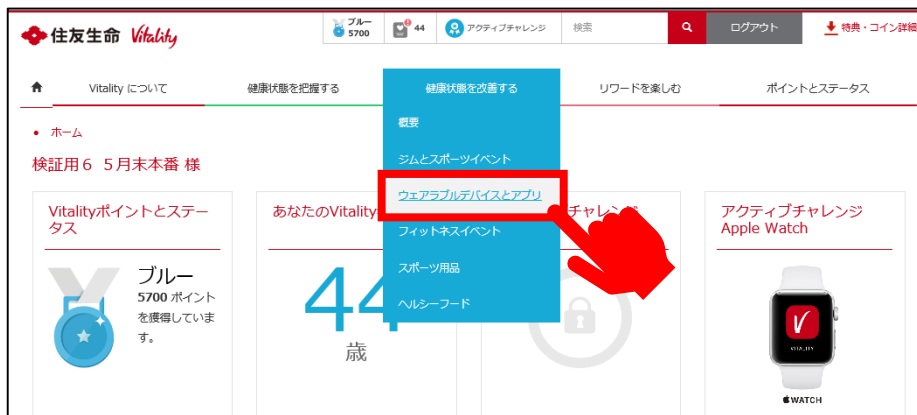 住友生命 Vitality
ブルー
5700
44
アクティブチャレンジ
検索
ログアウト
特典・コイン詳細
Vitality について
健康状態を把握する
健康状態を改善する
リワードを楽しむ
ポイントとステータス
概要
ジムとスポーツイベント
ウェアラブルデバイスとアプリ
フィットネスイベント
スポーツ用品
ヘルシーフード
ホーム
検証用6 5月末本番 様
Vitalityポイントとステー
タス
ブルー
5700 ポイント
を獲得していま
す。
あなたのVitality
44
歳
チャレンジ
アクティブチャレンジ
Apple Watch
V
VITALITY
WATCH